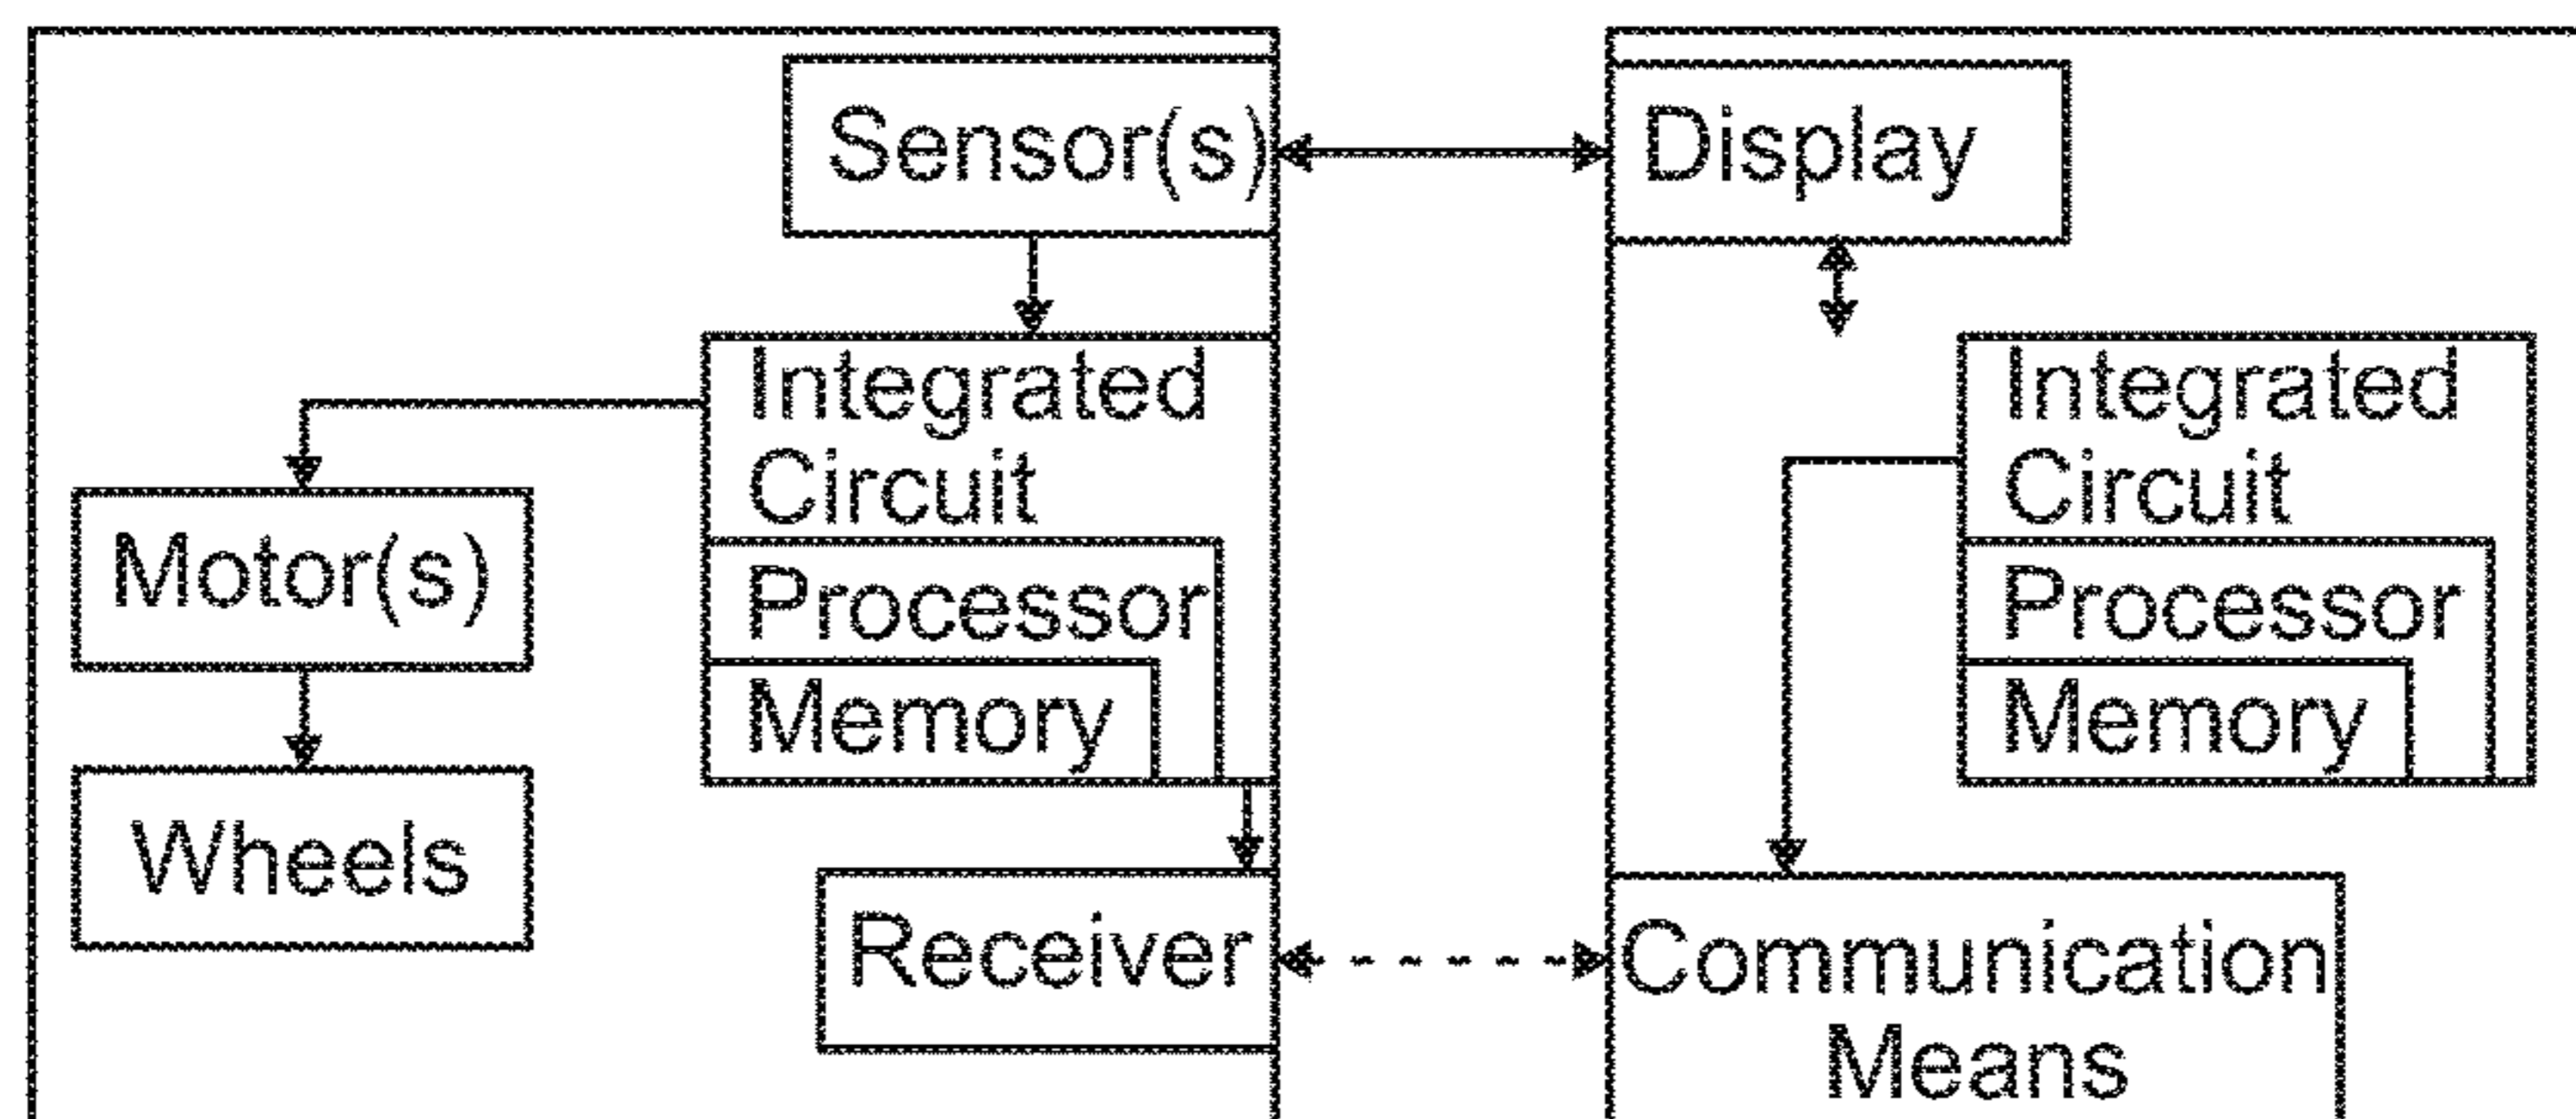 Sensor(s)
Integrated
Circuit
Processor
Memory
Motor(s)
Wheels
Receiver
Display
Integrated
Circuit
Processor
Memory
Communication
Means